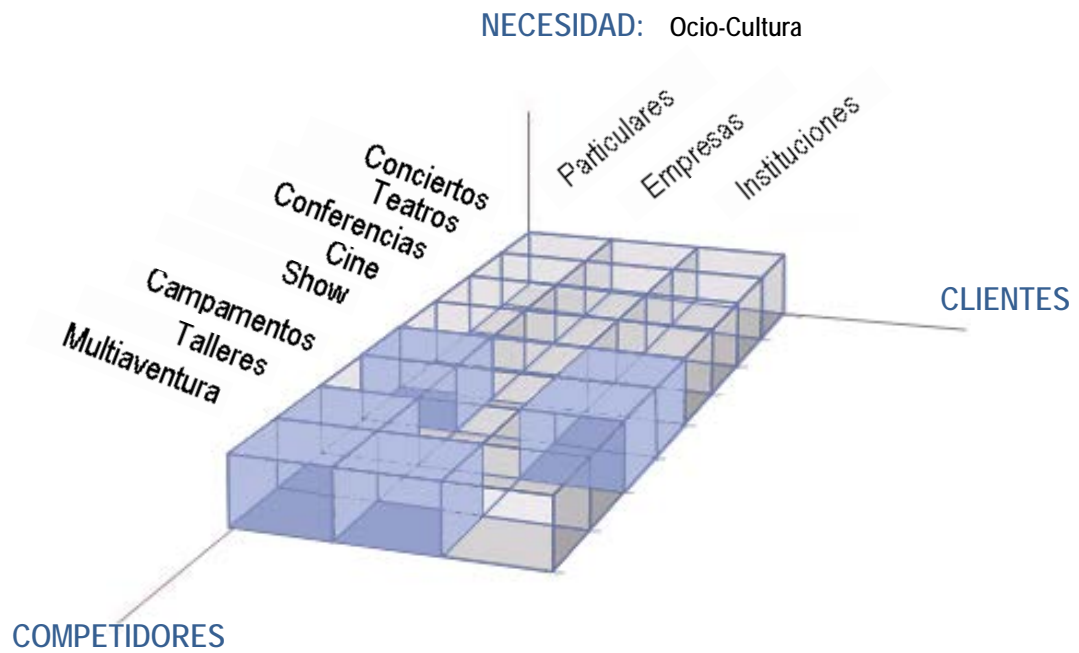 NECESIDAD: Ocio-Cultura
Particulares
Empresas
Instituciones
Conciertos
Teatros
Conferencias
Cine
Show
Campamentos
Talleres
Multiaventura
CLIENTES
COMPETIDORES